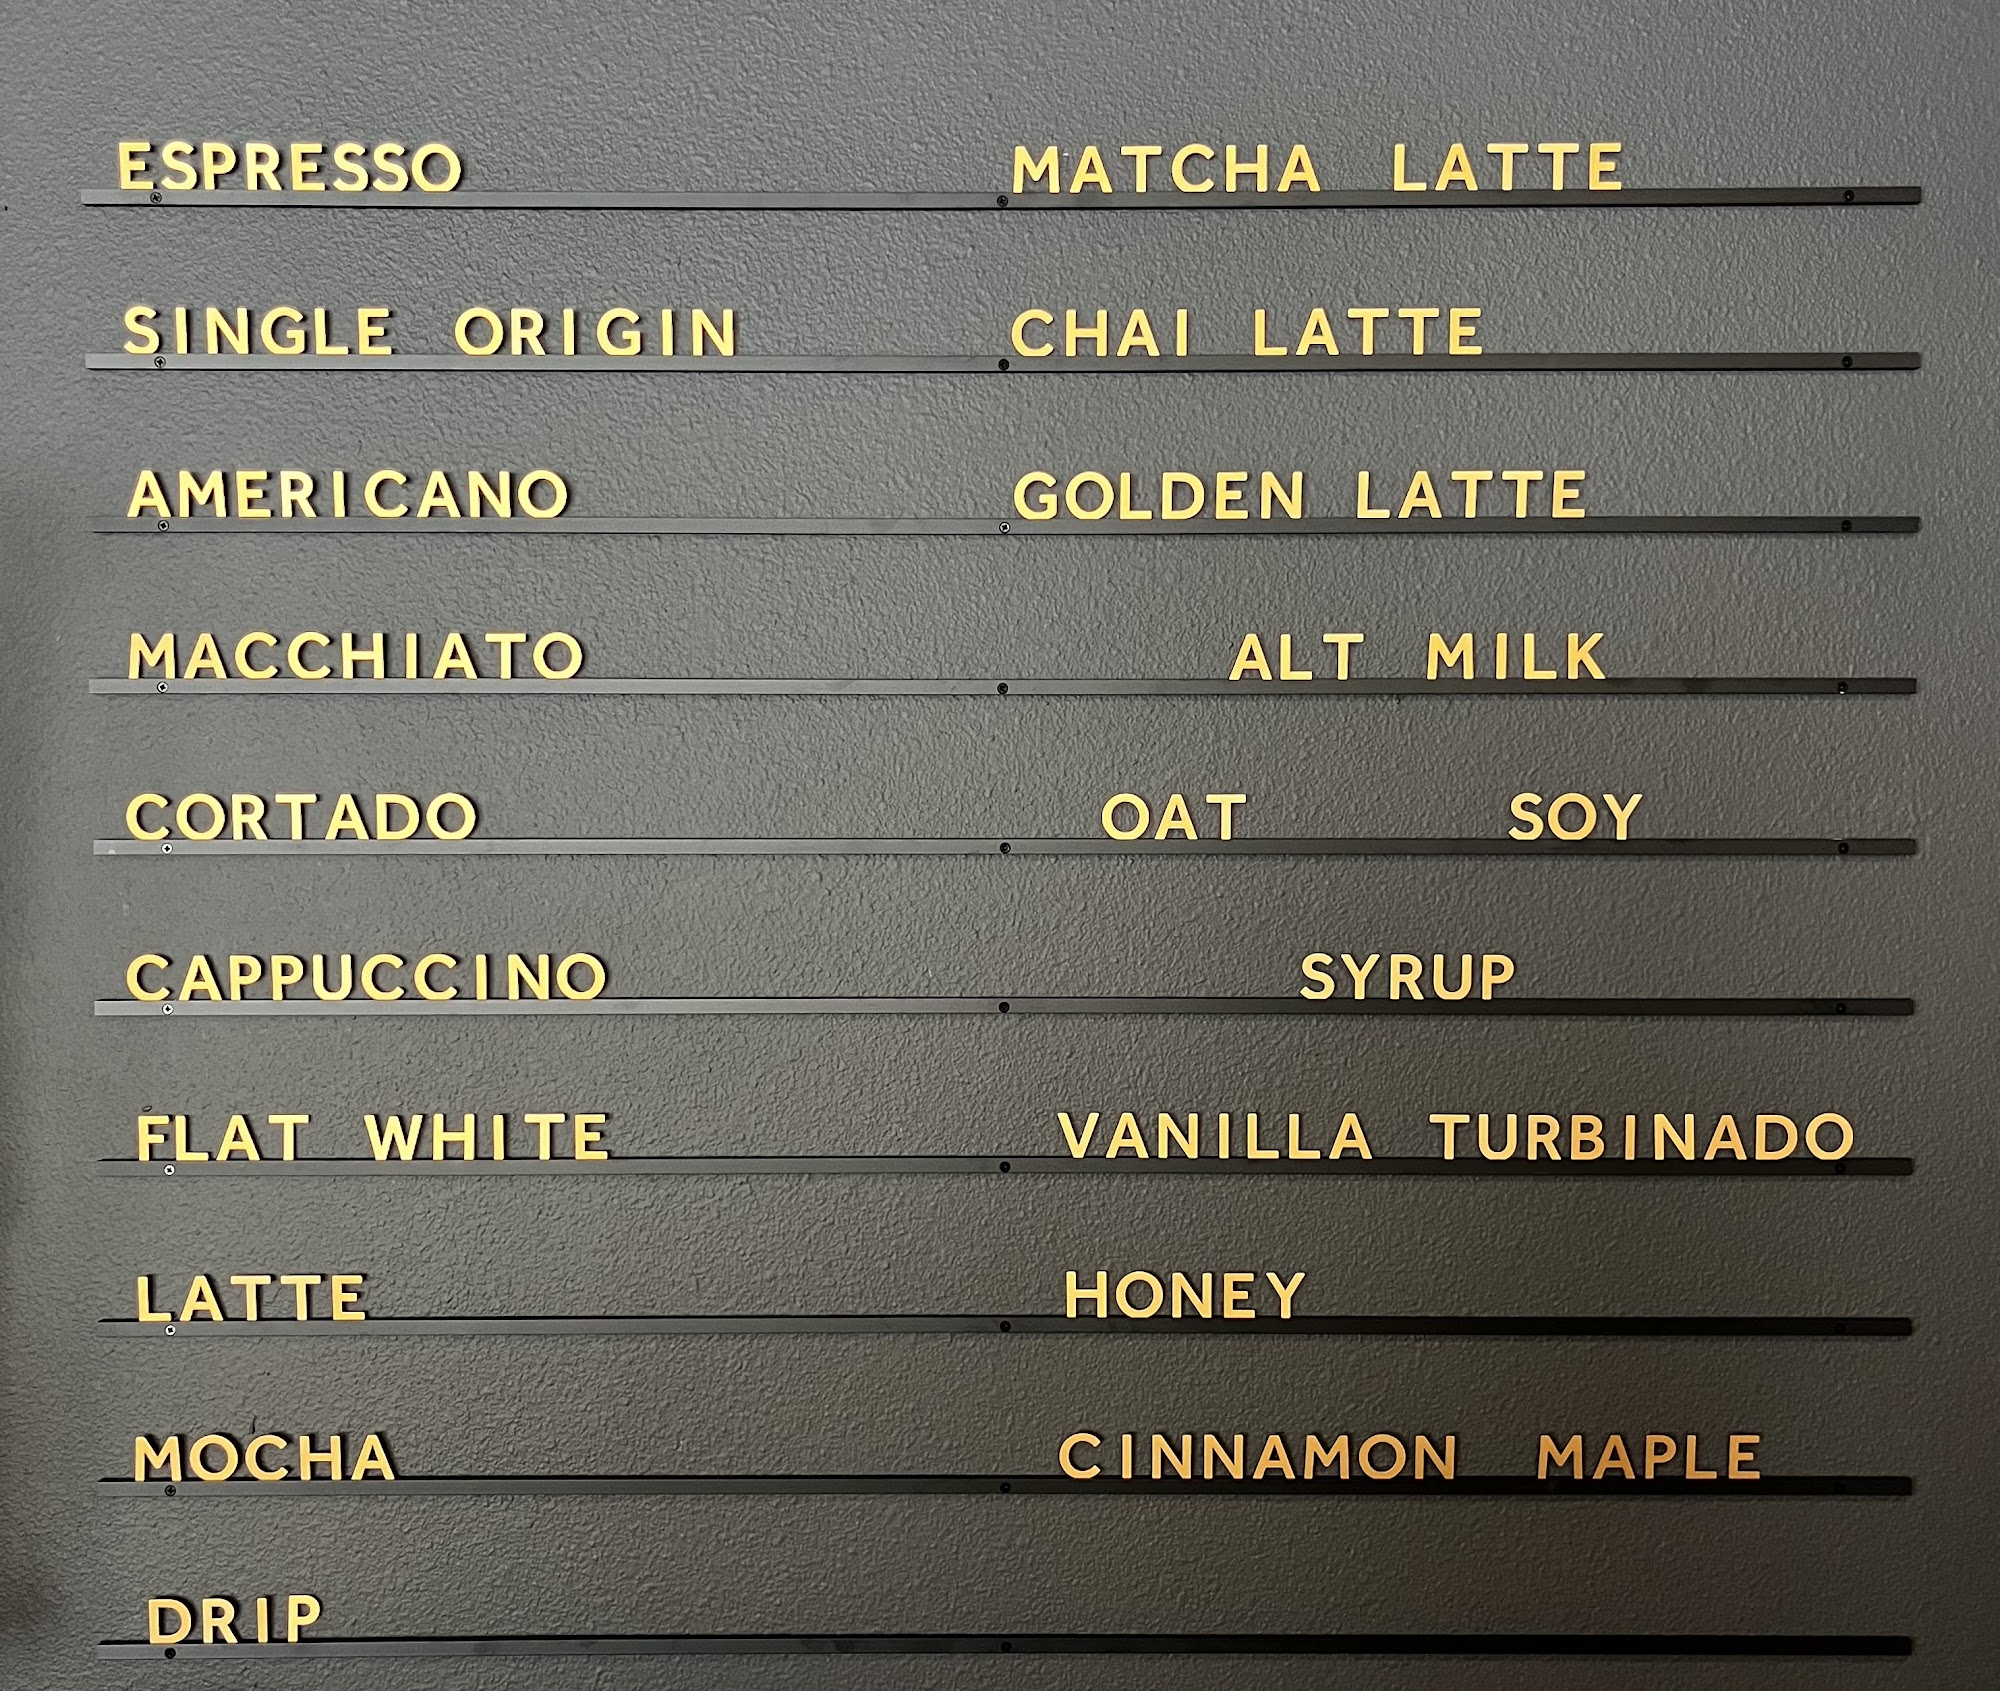 ESPRESSO
SINGLE ORIGIN
AMERICANO
MACCHIATO
CORTADO
CAPPUCCINO
FLAT WHITE
LATTE
MOCHA
DRIP
MATCHA LATTE
CHAI LATTE
GOLDEN LATTE
ALT MILK
OAT SOY
SYRUP
VANILLA TURBINADO
HONEY
CINNAMON MAPLE